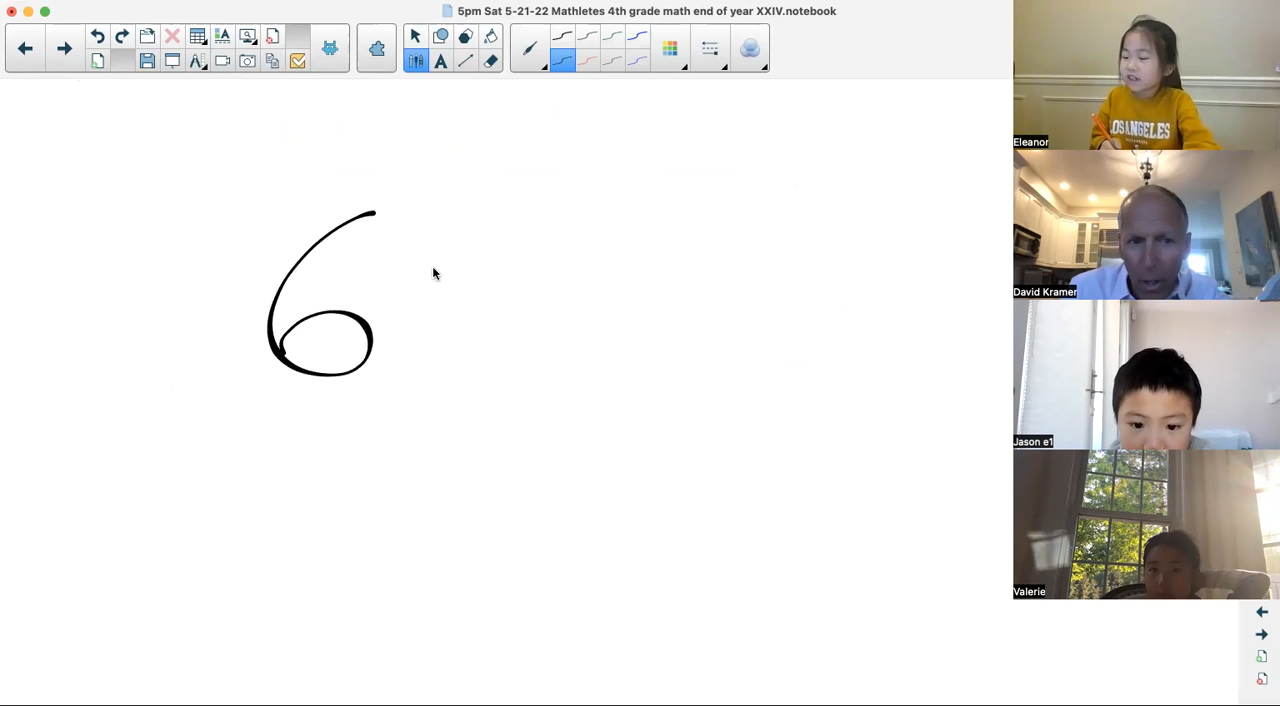 5pm Sat 5-21-22 Mathletes 4th grade math end of year XXIV.notebook
A
A
6
LOS ANGELES
Eleanor
David Kramer
Jason e1
Valerie